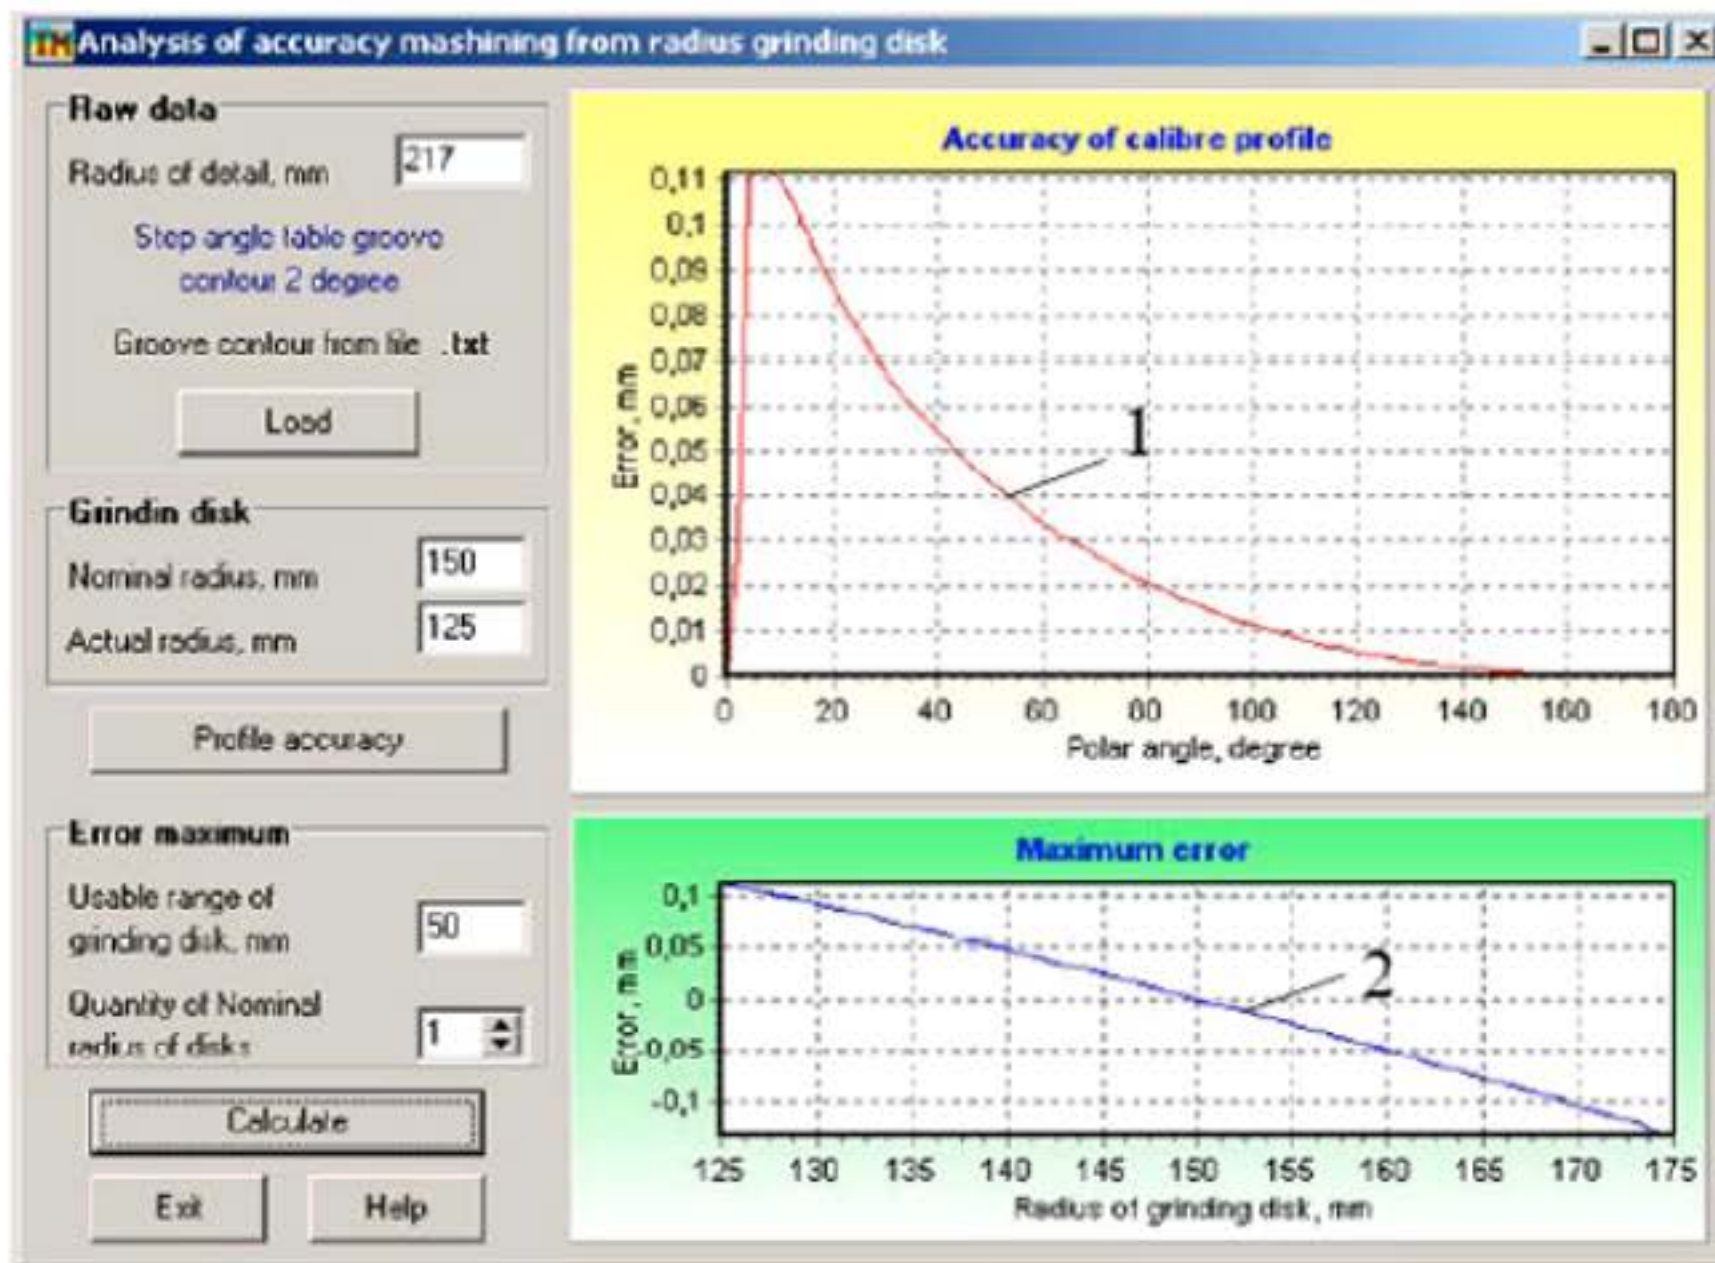 Analysis of accuracy mashining from radius grinding disk
Raw data
Radius of detail, mm 217
Step angle table groove
contour 2 degree
Groove contour from file .txt
Load
Grindin disk
Nominal radius, mm 150
Actual radius, mm 125
Profile accuracy
Error maximum
Usable range of
grinding disk, mm 50
Quantity of Nominal
radius of disks 1
Calculate
Exit Help
Accuracy of calibre profile
Error, mm
0,11
0,1
0,09
0,08
0,07
0,06
0,05
0,04
0,03
0,02
0,01
0
1
0 20 40 60 80 100 120 140 160 180
Polar angle, degree
Maximum error
Error, mm
0,1
0,05
0
-0,05
-0,1
2
125 130 135 140 145 150 155 160 165 170 175
Radius of grinding disk, mm